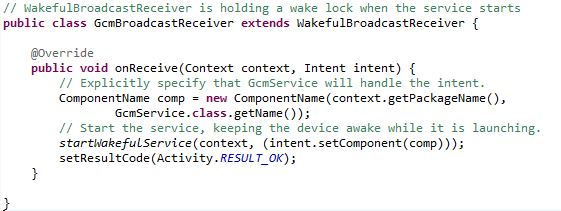 // WakefulBroadcastReceiver is holding a wake lock when the service starts
public class GcmBroadcastReceiver extends WakefulBroadcastReceiver {
@Override
public void onReceive(Context context, Intent intent) {
// Explicitly specify that GcmService will handle the intent.
ComponentName comp = new ComponentName(context.getPackageName(),
GcmService.class.getName());
// Start the service, keeping the device awake while it is launching.
startWakefulService(context, (intent.setComponent(comp)));
setResultCode(Activity.RESULT_OK);
}
}